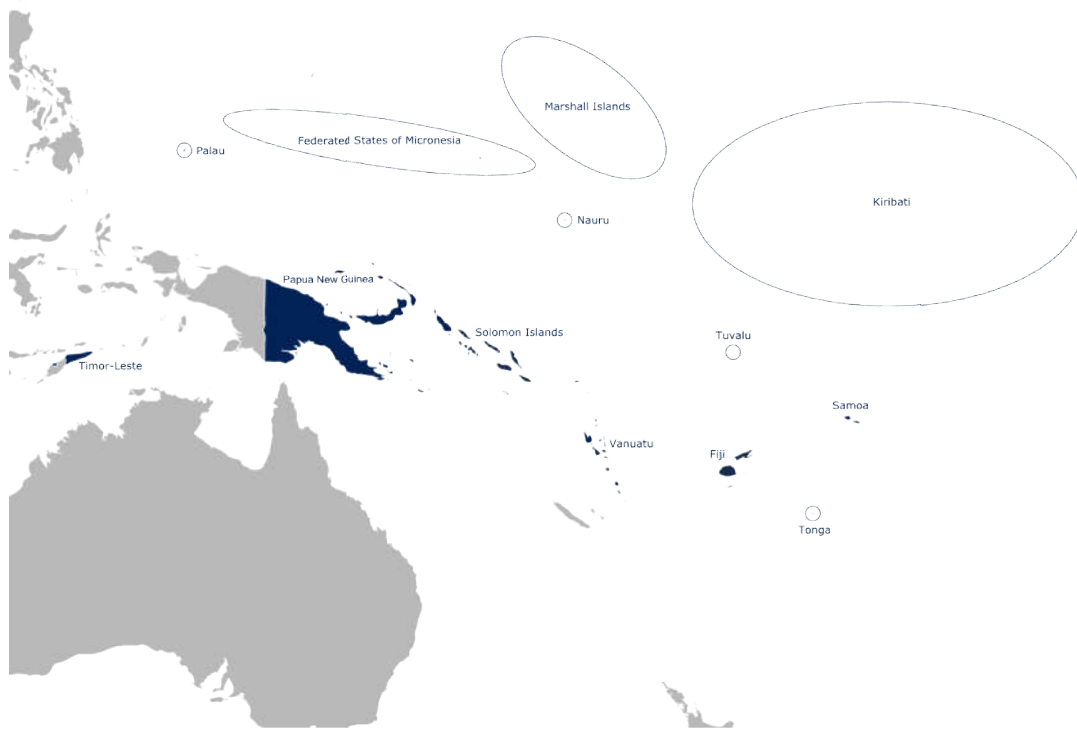 Marshall Islands
Federated States of Micronesia
Palau
Kiribati
Nauru
Papua New Guinea
Solomon Islands
Tuvalu
Timor-Leste
Samoa
Vanuatu
Fiji
Tonga